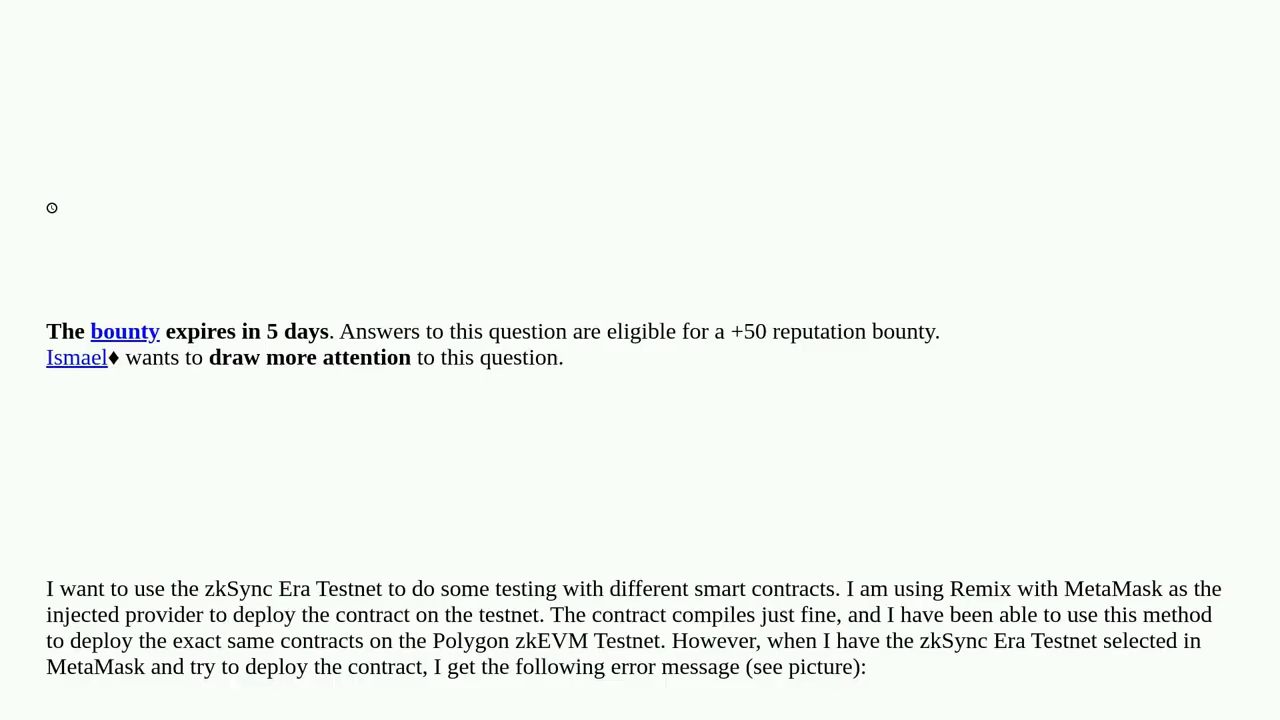 The bounty expires in 5 days. Answers to this question are eligible for a +50 reputation bounty.
Ismael♦ wants to draw more attention to this question.
I want to use the zkSync Era Testnet to do some testing with different smart contracts. I am using Remix with MetaMask as the
injected provider to deploy the contract on the testnet. The contract compiles just fine, and I have been able to use this method
to deploy the exact same contracts on the Polygon zkEVM Testnet. However, when I have the zkSync Era Testnet selected in
MetaMask and try to deploy the contract, I get the following error message (see picture):